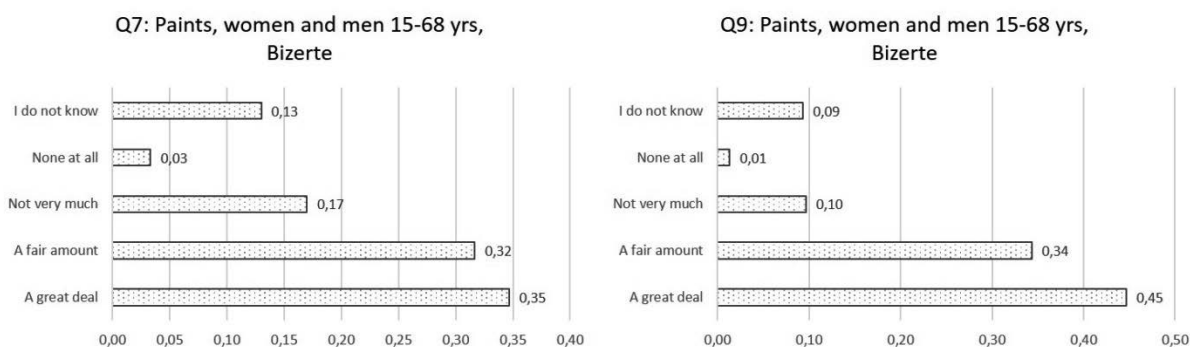 Q7: Paints, women and men 15-68 yrs,
Bizerte
I do not know
0,13
None at all
0,03
Not very much
0,17
A fair amount
0,32
A great deal
0,35
0,00 0,05 0,10 0,15 0,20 0,25 0,30 0,35 0,40
Q9: Paints, women and men 15-68 yrs,
Bizerte
I do not know
0,09
None at all
0,01
Not very much
0,10
A fair amount
0,34
A great deal
0,45
0,00 0,10 0,20 0,30 0,40 0,50